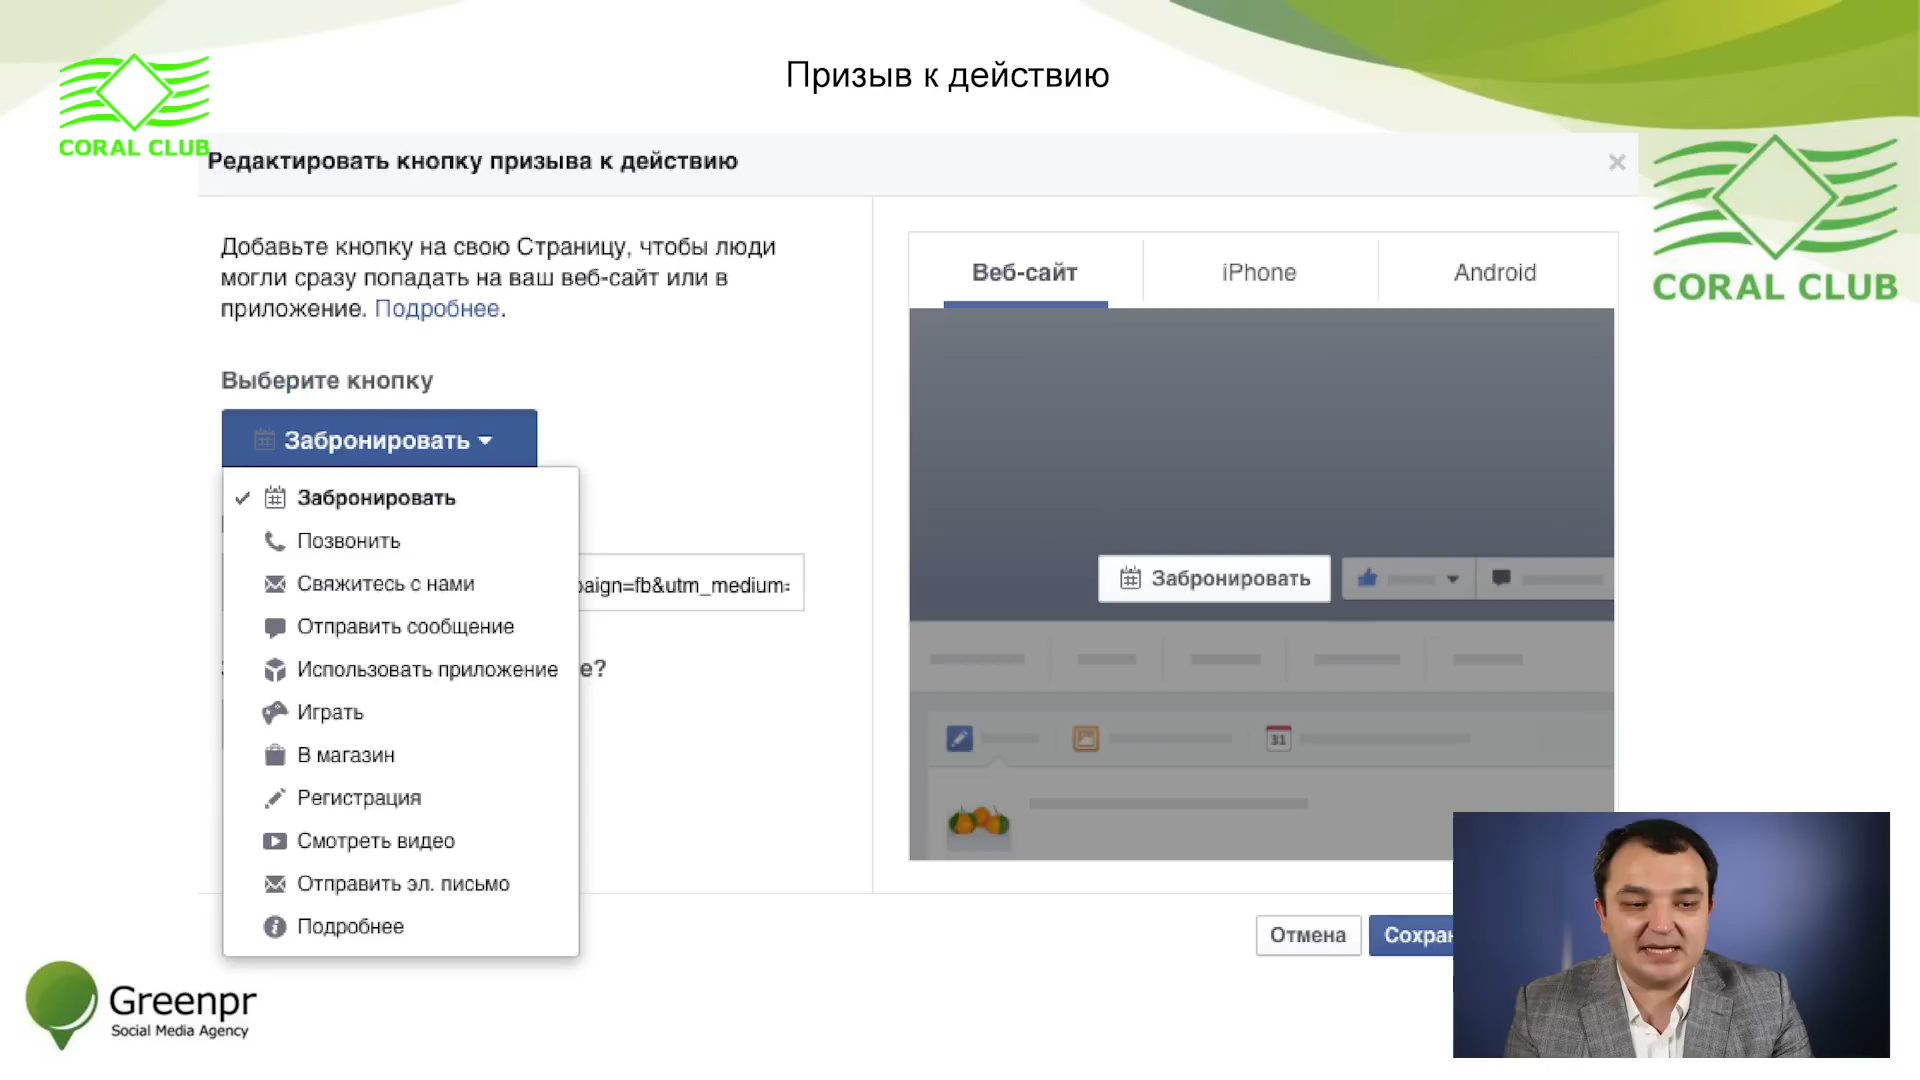 Призыв к действию
CORAL CLUB
CORAL CLUB
Редактировать кнопку призыва к действию
Добавьте кнопку на свою Страницу, чтобы люди
могли сразу попадать на ваш веб-сайт или в
приложение. Подробнее.
Выберите кнопку
Забронировать
Забронировать
Позвонить
Свяжитесь с нами
Отправить сообщение
Использовать приложение
Играть
В магазин
Регистрация
Смотреть видео
Отправить эл. письмо
Подробнее
aign=fb&utm_medium=
е?
Веб-сайт
iPhone
Android
Забронировать
31
Отмена
Сохран
Greenpr
Social Media Agency